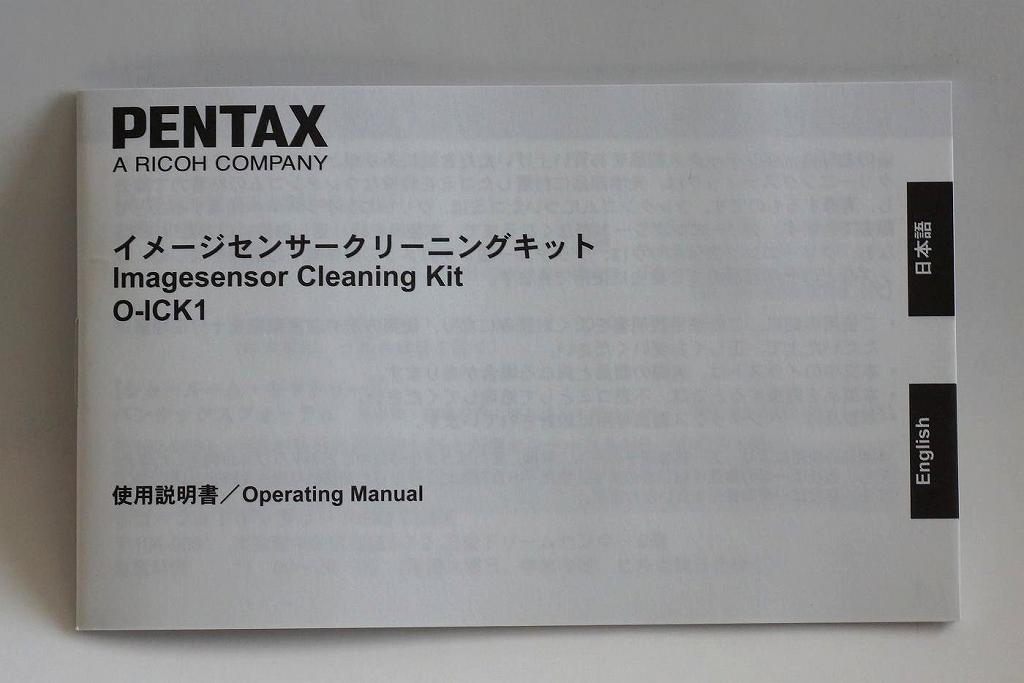 PENTAX
A RICOH COMPANY
イメージセンサークリーニングキット
Imagesensor Cleaning Kit
O-ICK1
使用説明書／Operating Manual
日本語
English